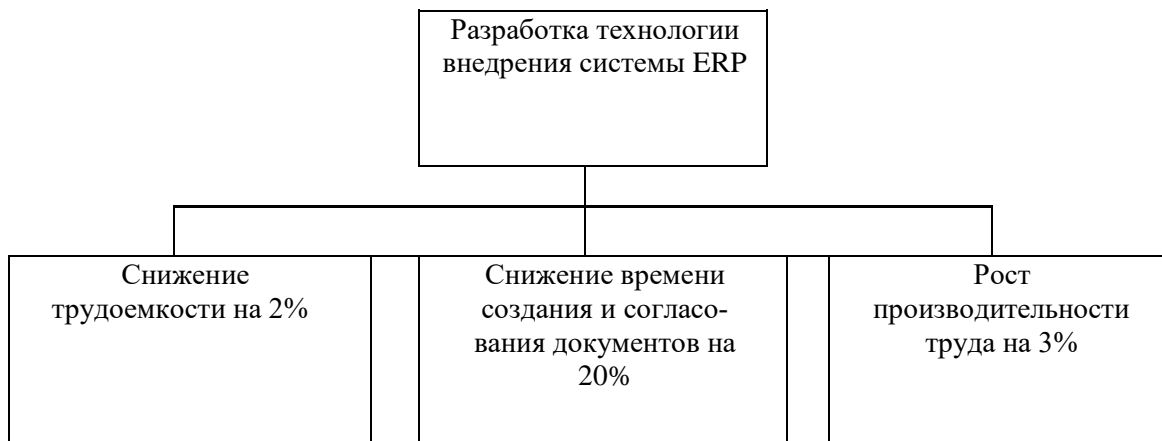 Разработка технологии
внедрения системы ERP
Снижение
трудоемкости на 2%
Снижение времени
создания и согласо-
вания документов на
20%
Рост
производительности
труда на 3%